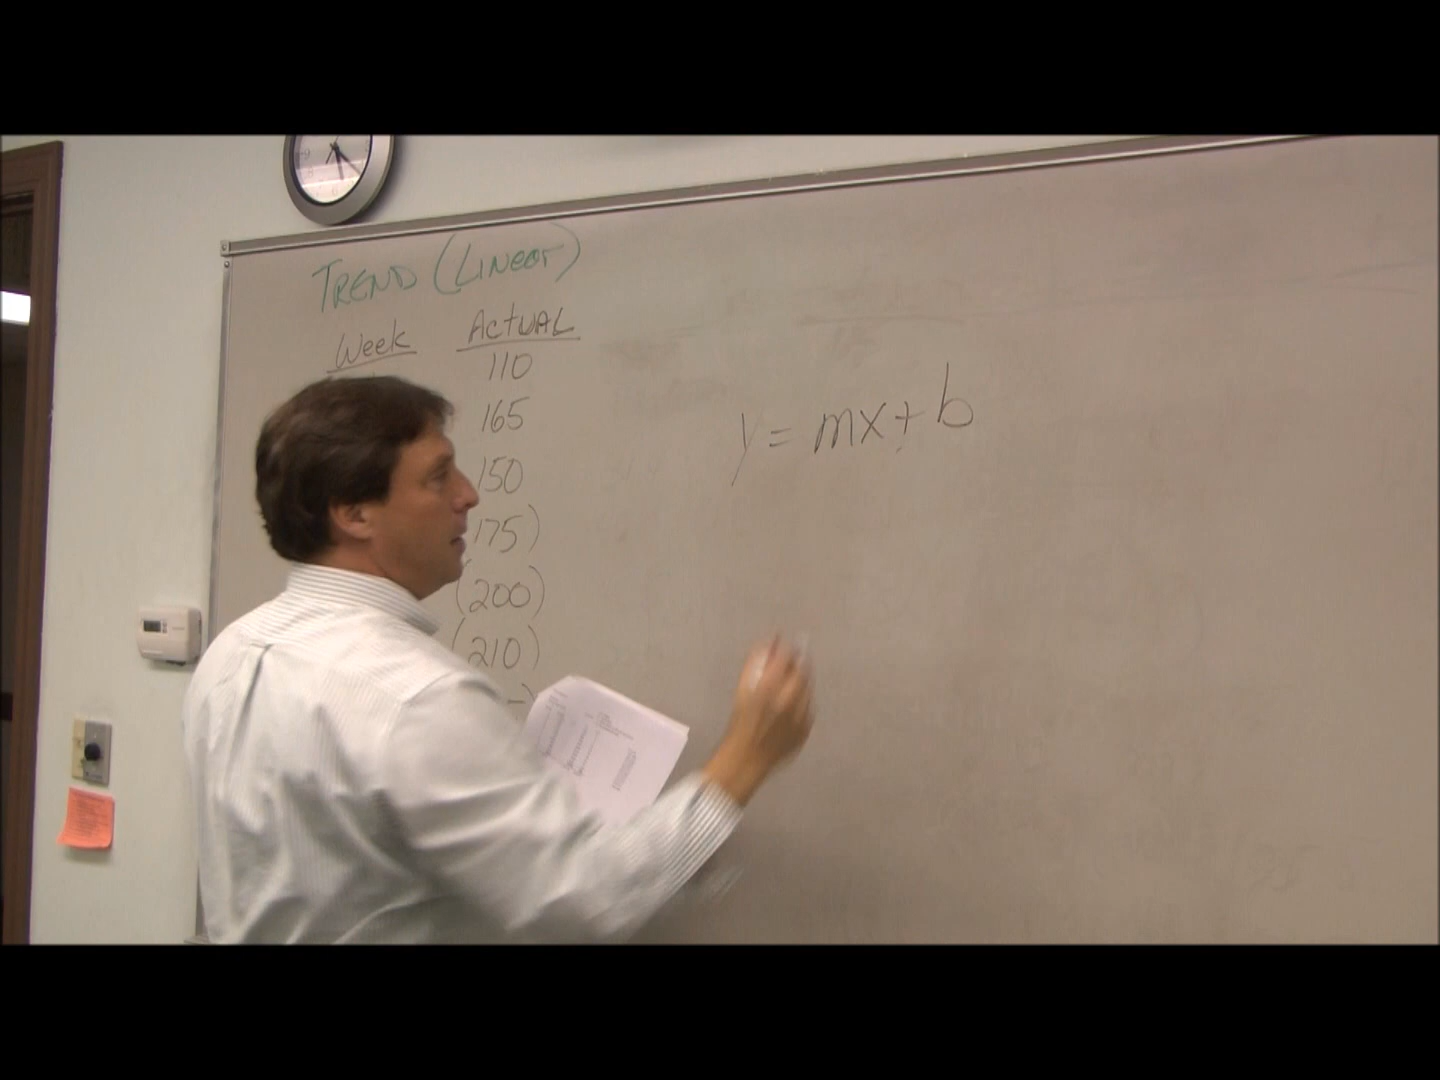 TREND (LINEAR)
Week ACTUAL
110
165
150
175)
(200)
(210)
y = mx + b